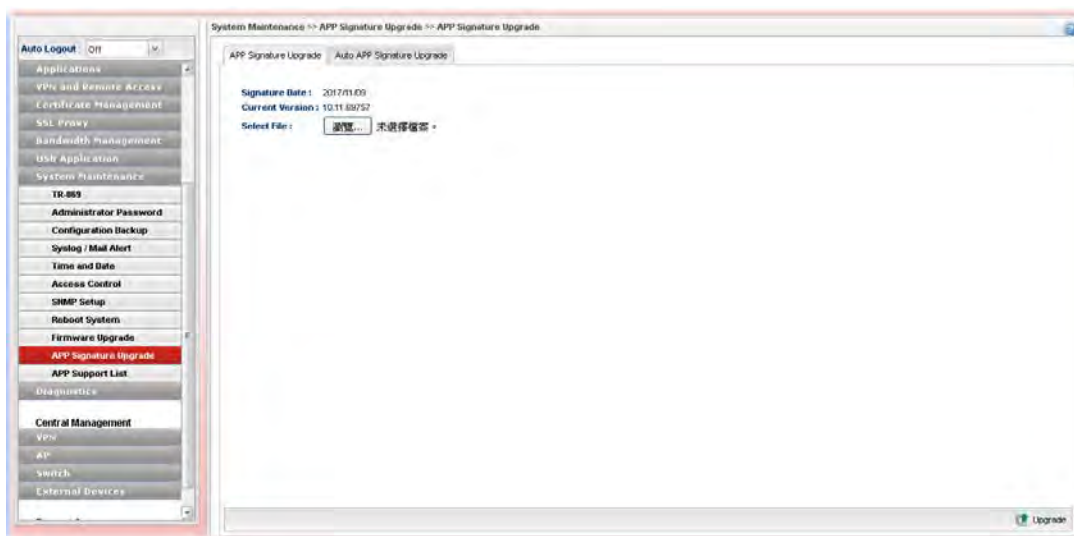 System Maintenance >> APP Signature Upgrade >> APP Signature Upgrade
Auto Logout : Off
Applications
VPN and Remote Access
Certificate Management
SSL Proxy
Bandwidth Management
USB Application
System Maintenance
TR-069
Administrator Password
Configuration Backup
Syslog / Mail Alert
Time and Date
Access Control
SNMP Setup
Reboot System
Firmware Upgrade
APP Signature Upgrade
APP Support List
Diagnostics
Central Management
VPN
AP
Switch
External Devices
APP Signature Upgrade
Auto APP Signature Upgrade
Signature Date : 2017/11/09
Current Version : 10.11.69757
Select File : 瀏覽... 未選擇檔案。
Upgrade